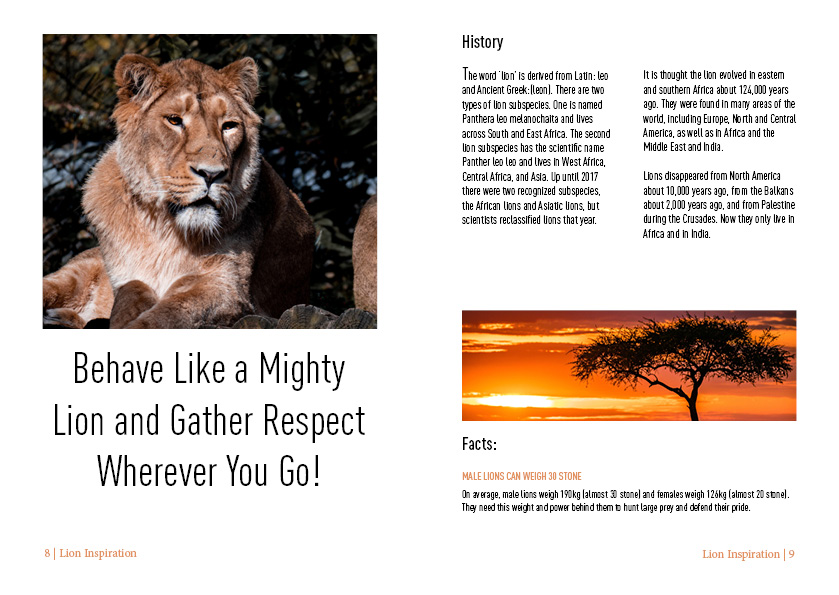 Behave Like a Mighty
Lion and Gather Respect
Wherever You Go!
8 | Lion Inspiration
History
The word ‘lion’ is derived from Latin: leo
and Ancient Greek:(leon). There are two
types of lion subspecies. One is named
Panthera leo melanochaita and lives
across South and East Africa. The second
lion subspecies has the scientific name
Panther leo leo and lives in West Africa,
Central Africa, and Asia. Up until 2017
there were two recognized subspecies,
the African lions and Asiatic lions, but
scientists reclassified lions that year.
It is thought the lion evolved in eastern
and southern Africa about 124,000 years
ago. They were found in many areas of the
world, including Europe, North and Central
America, as well as in Africa and the
Middle East and India.
Lions disappeared from North America
about 10,000 years ago, from the Balkans
about 2,000 years ago, and from Palestine
during the Crusades. Now they only live in
Africa and in India.
Facts:
MALE LIONS CAN WEIGH 30 STONE
On average, male lions weigh 190kg (almost 30 stone) and females weigh 126kg (almost 20 stone).
They need this weight and power behind them to hunt large prey and defend their pride.
Lion Inspiration | 9